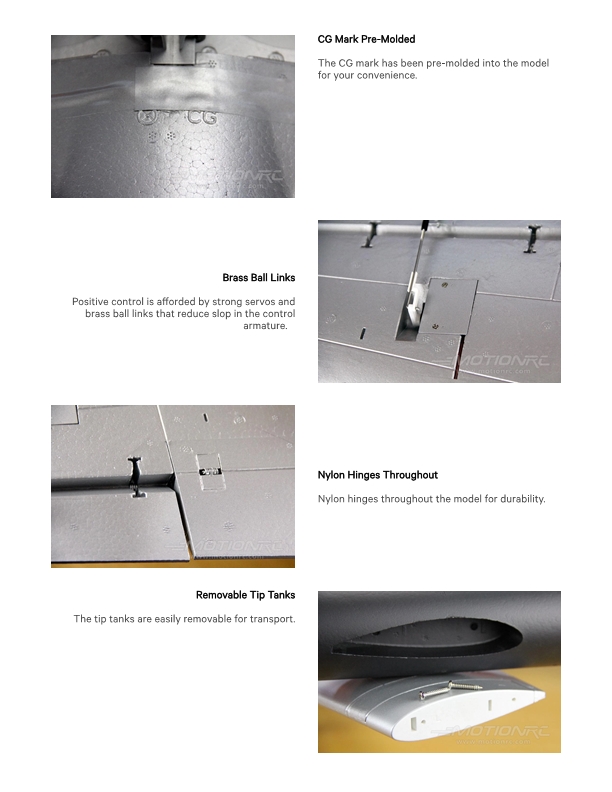 CG Mark Pre-Molded
The CG mark has been pre-molded into the model
for your convenience.
CG
MOTIONRC
Brass Ball Links
Positive control is afforded by strong servos and
brass ball links that reduce slop in the control
armature.
MOTIONRC
Nylon Hinges Throughout
Nylon hinges throughout the model for durability.
MOTIONRC
Removable Tip Tanks
The tip tanks are easily removable for transport.
MOTIONRC